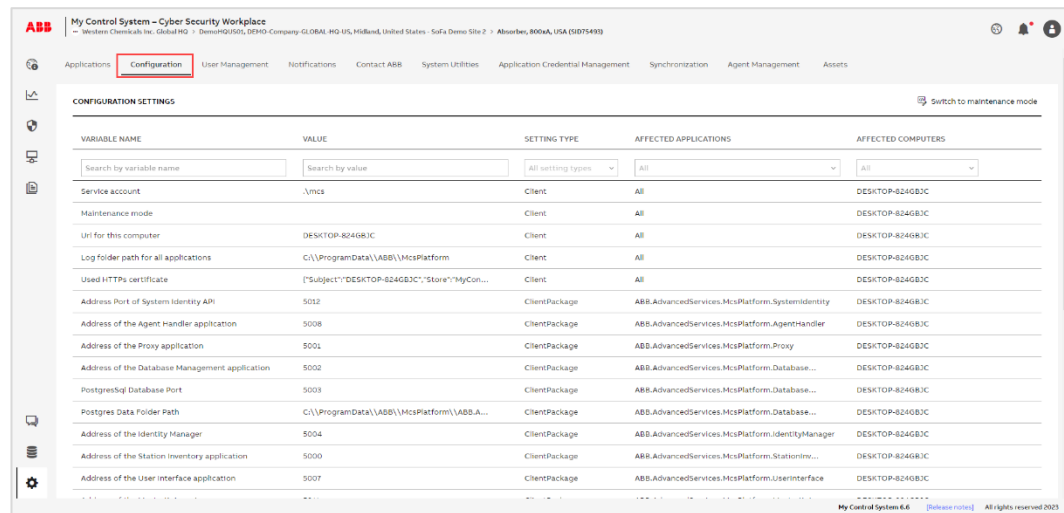 ABB
My Control System – Cyber Security Workplace
Western Chemicals Inc. Global HQ > DemoHQUS01, DEMO-Company-GLOBAL-HQ-US, Midland, United States - SoFa Demo Site 2 > Absorber, 800xA, USA (SID75493)
Applications Configuration User Management Notifications Contact ABB System Utilities Application Credential Management Synchronization Agent Management Assets
CONFIGURATION SETTINGS Switch to maintenance mode
VARIABLE NAME VALUE SETTING TYPE AFFECTED APPLICATIONS AFFECTED COMPUTERS
Search by variable name Search by value All setting types All All
Service account .\mcs Client All DESKTOP-824GBJC
Maintenance mode Client All DESKTOP-824GBJC
Url for this computer DESKTOP-824GBJC Client All DESKTOP-824GBJC
Log folder path for all applications C:\\ProgramData\\ABB\\McsPlatform Client All DESKTOP-824GBJC
Used HTTPs certificate {"Subject":"DESKTOP-824GBJC","Store":"MyCon... Client All DESKTOP-824GBJC
Address Port of System Identity API 5012 ClientPackage ABB.AdvancedServices.McsPlatform.SystemIdentity DESKTOP-824GBJC
Address of the Agent Handler application 5008 ClientPackage ABB.AdvancedServices.McsPlatform.AgentHandler DESKTOP-824GBJC
Address of the Proxy application 5001 ClientPackage ABB.AdvancedServices.McsPlatform.Proxy DESKTOP-824GBJC
Address of the Database Management application 5002 ClientPackage ABB.AdvancedServices.McsPlatform.Database... DESKTOP-824GBJC
PostgresSql Database Port 5003 ClientPackage ABB.AdvancedServices.McsPlatform.Database... DESKTOP-824GBJC
Postgres Data Folder Path C:\\ProgramData\\ABB\\McsPlatform\\ABB.A... ClientPackage ABB.AdvancedServices.McsPlatform.Database... DESKTOP-824GBJC
Address of the Identity Manager 5004 ClientPackage ABB.AdvancedServices.McsPlatform.IdentityManager DESKTOP-824GBJC
Address of the Station Inventory application 5000 ClientPackage ABB.AdvancedServices.McsPlatform.StationInv... DESKTOP-824GBJC
Address of the User Interface application 5007 ClientPackage ABB.AdvancedServices.McsPlatform.UserInterface DESKTOP-824GBJC
My Control System 6.6 [Release notes] All rights reserved 2023